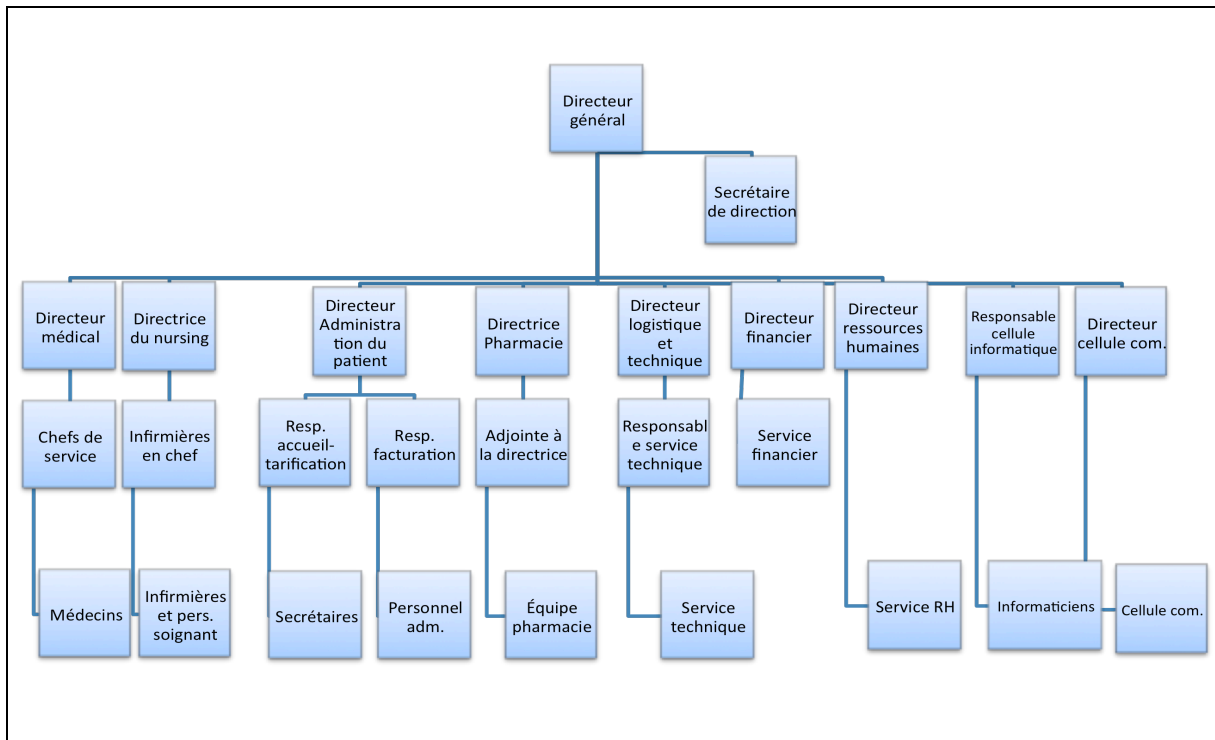 Directeur
général
Secrétaire
de direction
Directeur
médical
Directrice
du nursing
Directeur
Administra
tion du
patient
Directrice
Pharmacie
Directeur
logistique
et
technique
Directeur
financier
Directeur
ressources
humaines
Responsable
cellule
informatique
Directeur
cellule com.
Chefs de
service
Infirmières
en chef
Resp.
accueil-
tarification
Resp.
facturation
Adjointe à
la directrice
Responsabl
e service
technique
Service
financier
Médecins
Infirmières
et pers.
soignant
Secrétaires
Personnel
adm.
Équipe
pharmacie
Service
technique
Service RH
Informaticiens
Cellule com.